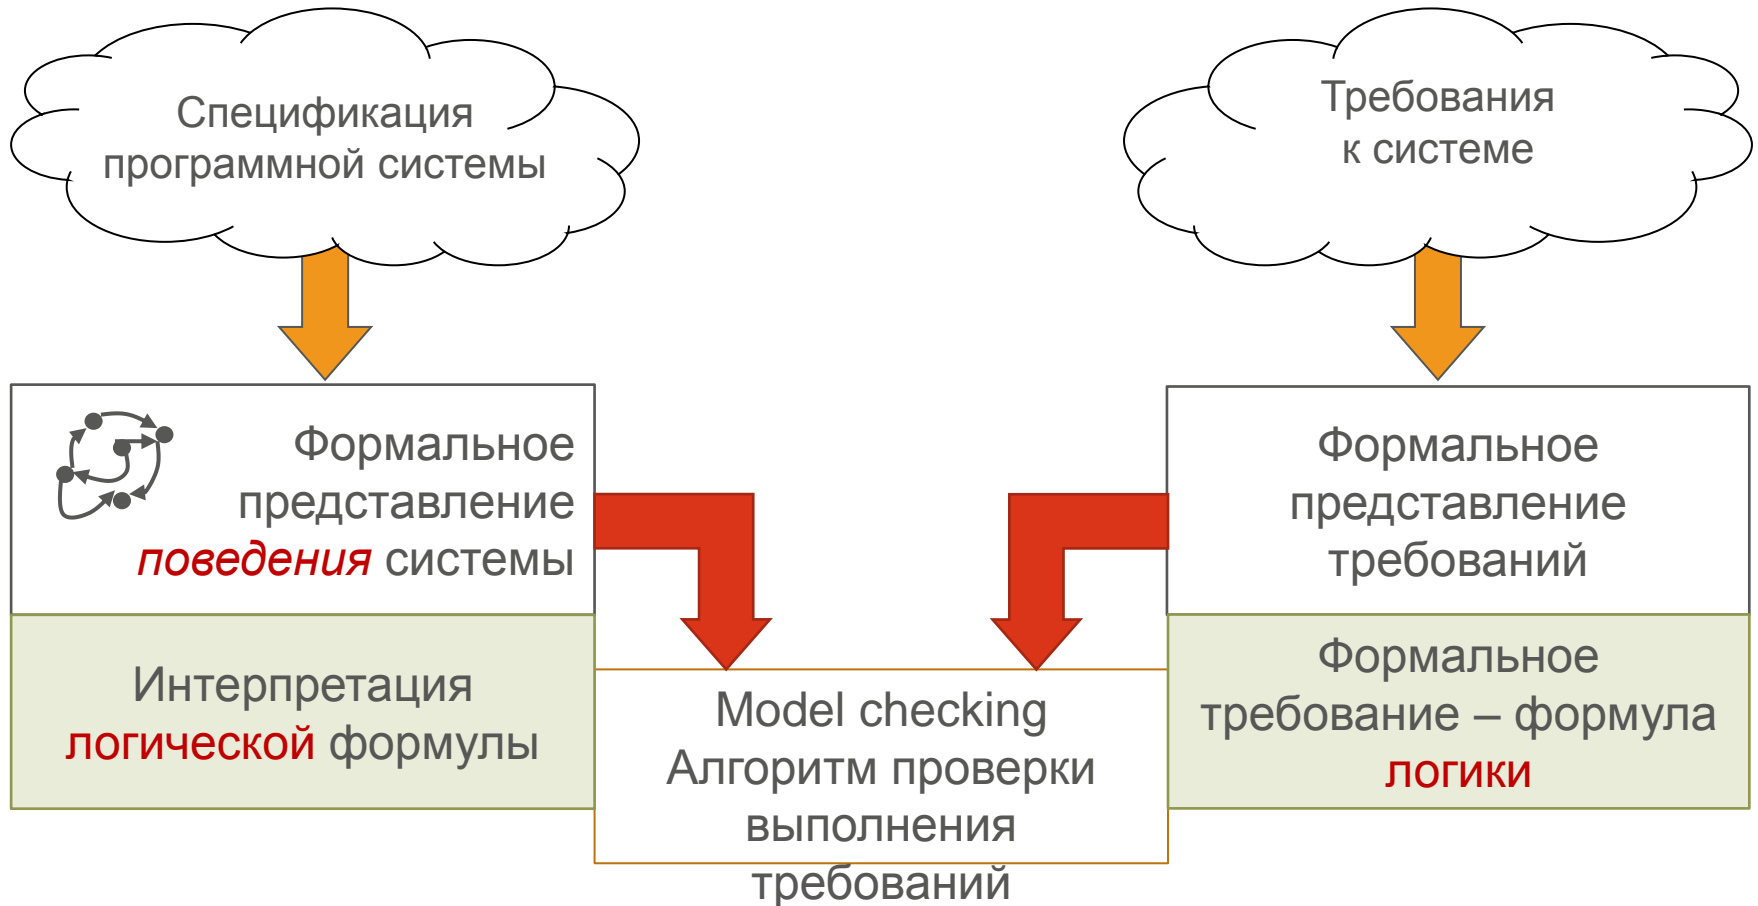 Спецификация
программной системы
Требования
к системе
Формальное
представление
поведения системы
Формальное
представление
требований
Интерпретация
логической формулы
Формальное
требование – формула
логики
Model checking
Алгоритм проверки
выполнения
требований